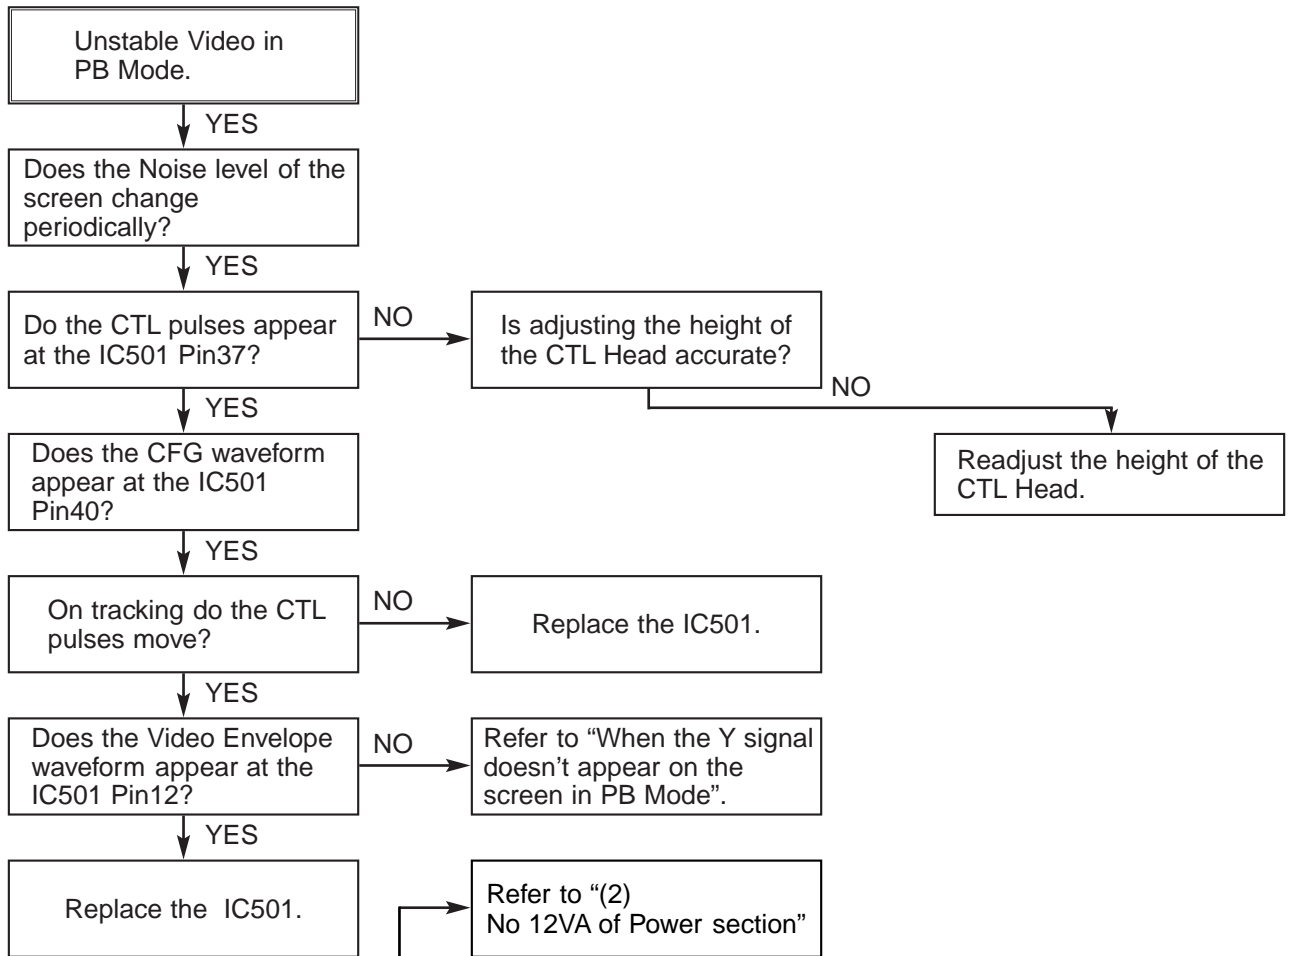 Unstable Video in
PB Mode.
YES
Does the Noise level of the
screen change
periodically?
YES
Do the CTL pulses appear
at the IC501 Pin37?
NO
Is adjusting the height of
the CTL Head accurate?
NO
Readjust the height of the
CTL Head.
YES
Does the CFG waveform
appear at the IC501
Pin40?
YES
On tracking do the CTL
pulses move?
NO
Replace the IC501.
YES
Does the Video Envelope
waveform appear at the
IC501 Pin12?
NO
Refer to “When the Y signal
doesn't appear on the
screen in PB Mode”.
YES
Replace the IC501.
Refer to “(2)
No 12VA of Power section”